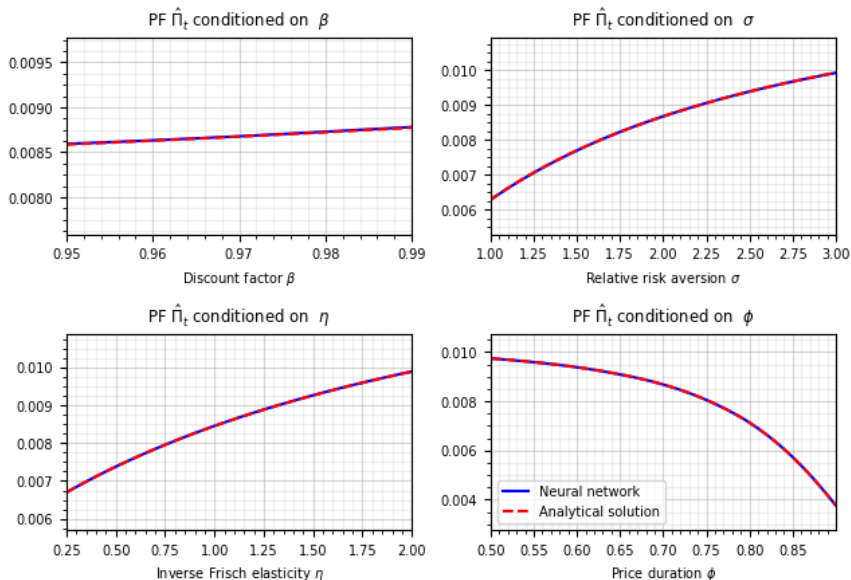 PF Π̂_t conditioned on β
0.0095
0.0090
0.0085
0.0080
0.95 0.96 0.97 0.98 0.99
Discount factor β
PF Π̂_t conditioned on σ
0.010
0.009
0.008
0.007
0.006
1.00 1.25 1.50 1.75 2.00 2.25 2.50 2.75 3.00
Relative risk aversion σ
PF Π̂_t conditioned on η
0.010
0.009
0.008
0.007
0.006
0.25 0.50 0.75 1.00 1.25 1.50 1.75 2.00
Inverse Frisch elasticity η
PF Π̂_t conditioned on ϕ
0.010
0.008
0.006
0.004
Neural network
Analytical solution
0.50 0.55 0.60 0.65 0.70 0.75 0.80 0.85
Price duration ϕ